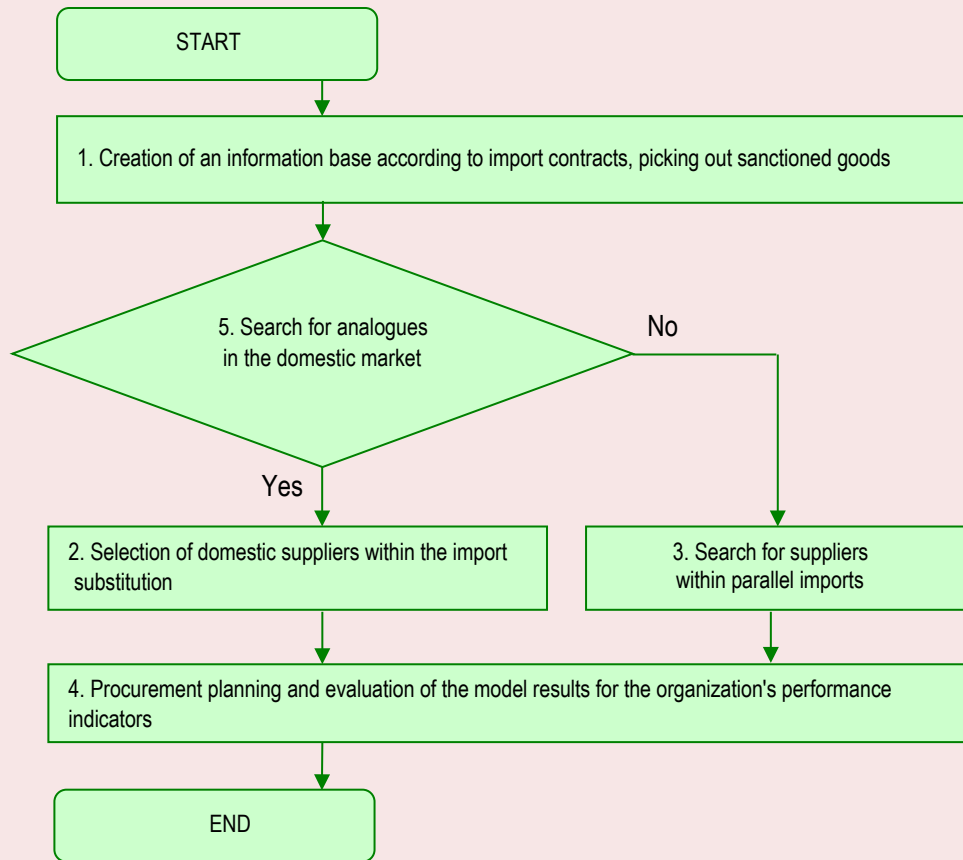 START
1. Creation of an information base according to import contracts, picking out sanctioned goods
5. Search for analogues
in the domestic market
No
Yes
2. Selection of domestic suppliers within the import
substitution
3. Search for suppliers
within parallel imports
4. Procurement planning and evaluation of the model results for the organization's performance
indicators
END